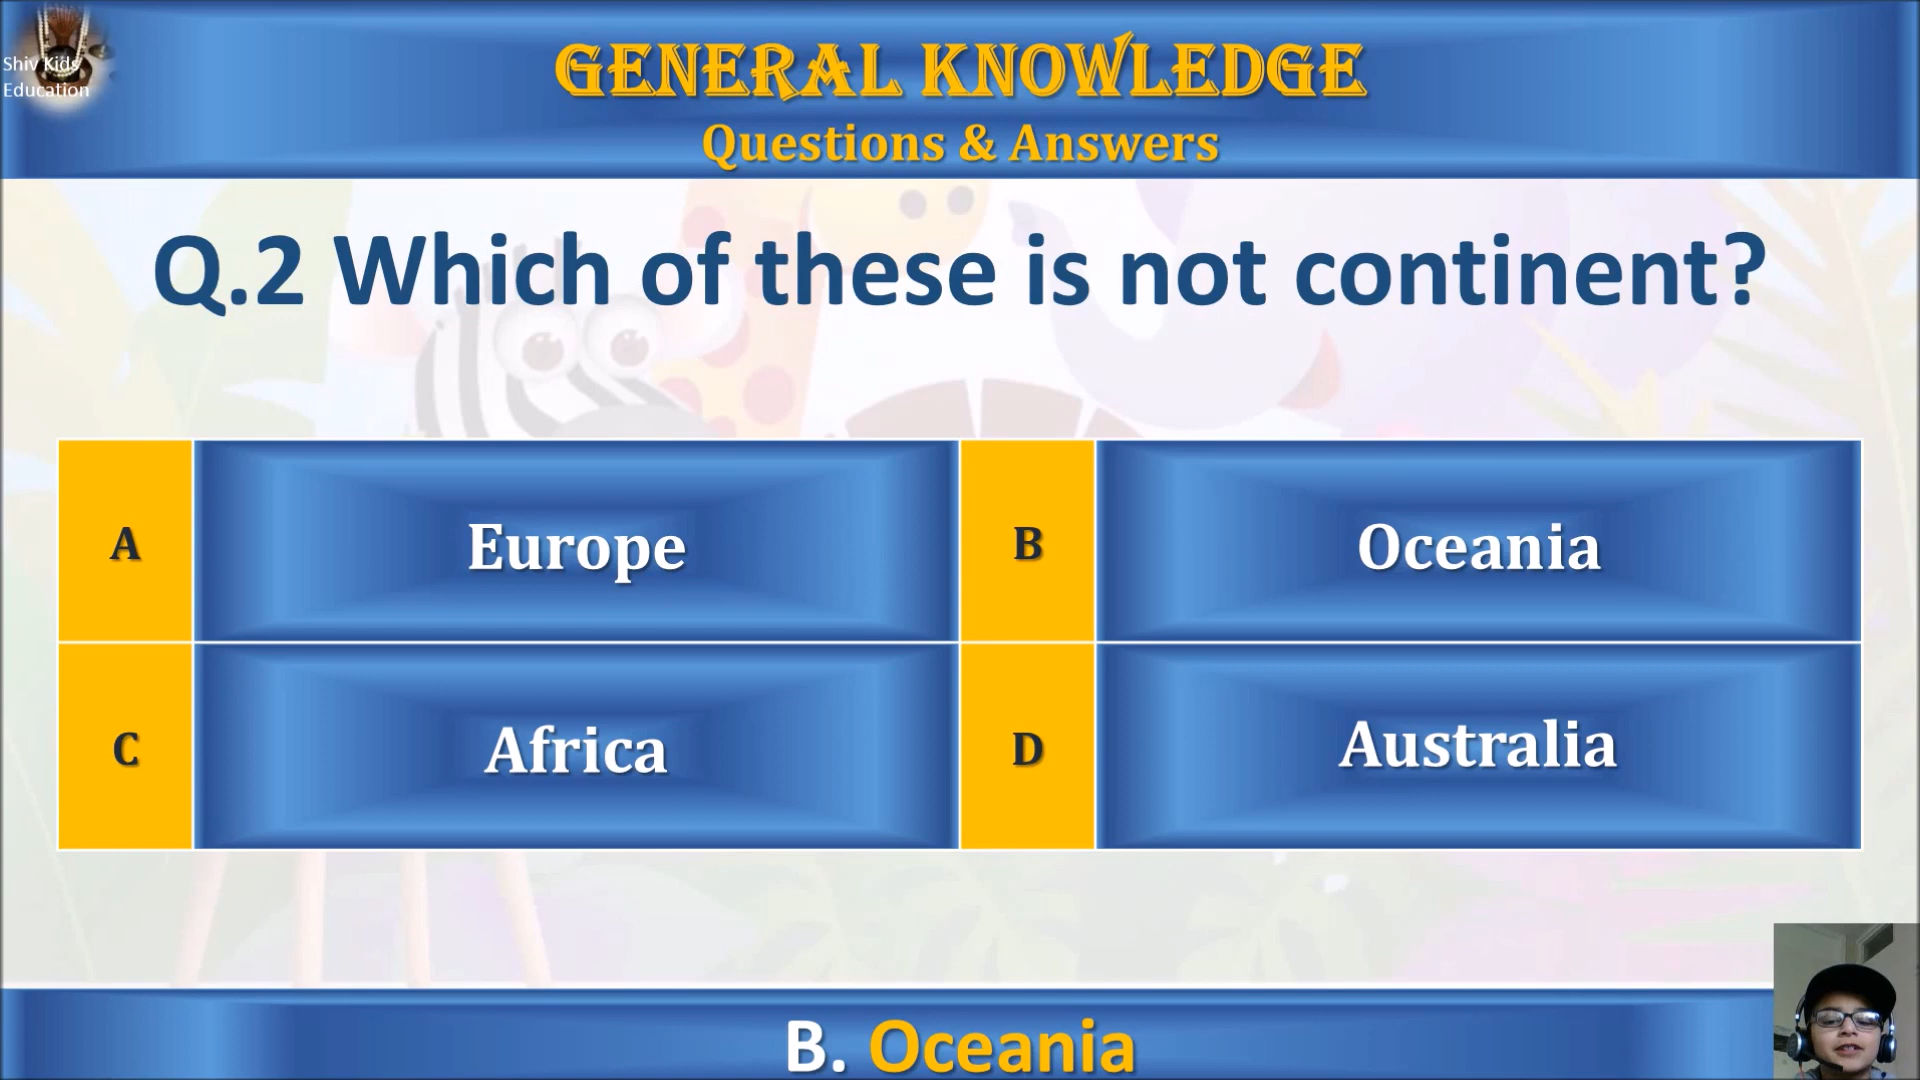 Shiv Kids
Education
GENERAL KNOWLEDGE
Questions & Answers
Q.2 Which of these is not continent?
A
Europe
B
Oceania
C
Africa
D
Australia
B. Oceania